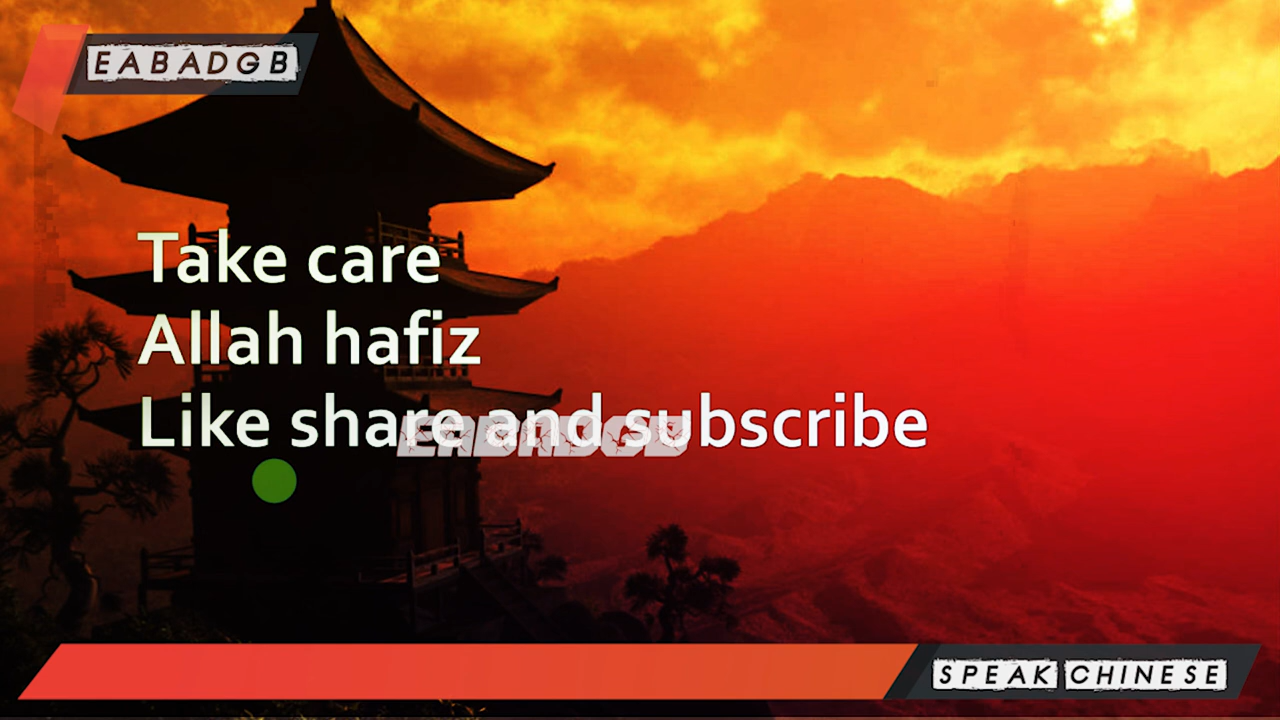 EABADGB
Take care
Allah hafiz
Like share and subscribe
EABADGB
SPEAK CHINESE